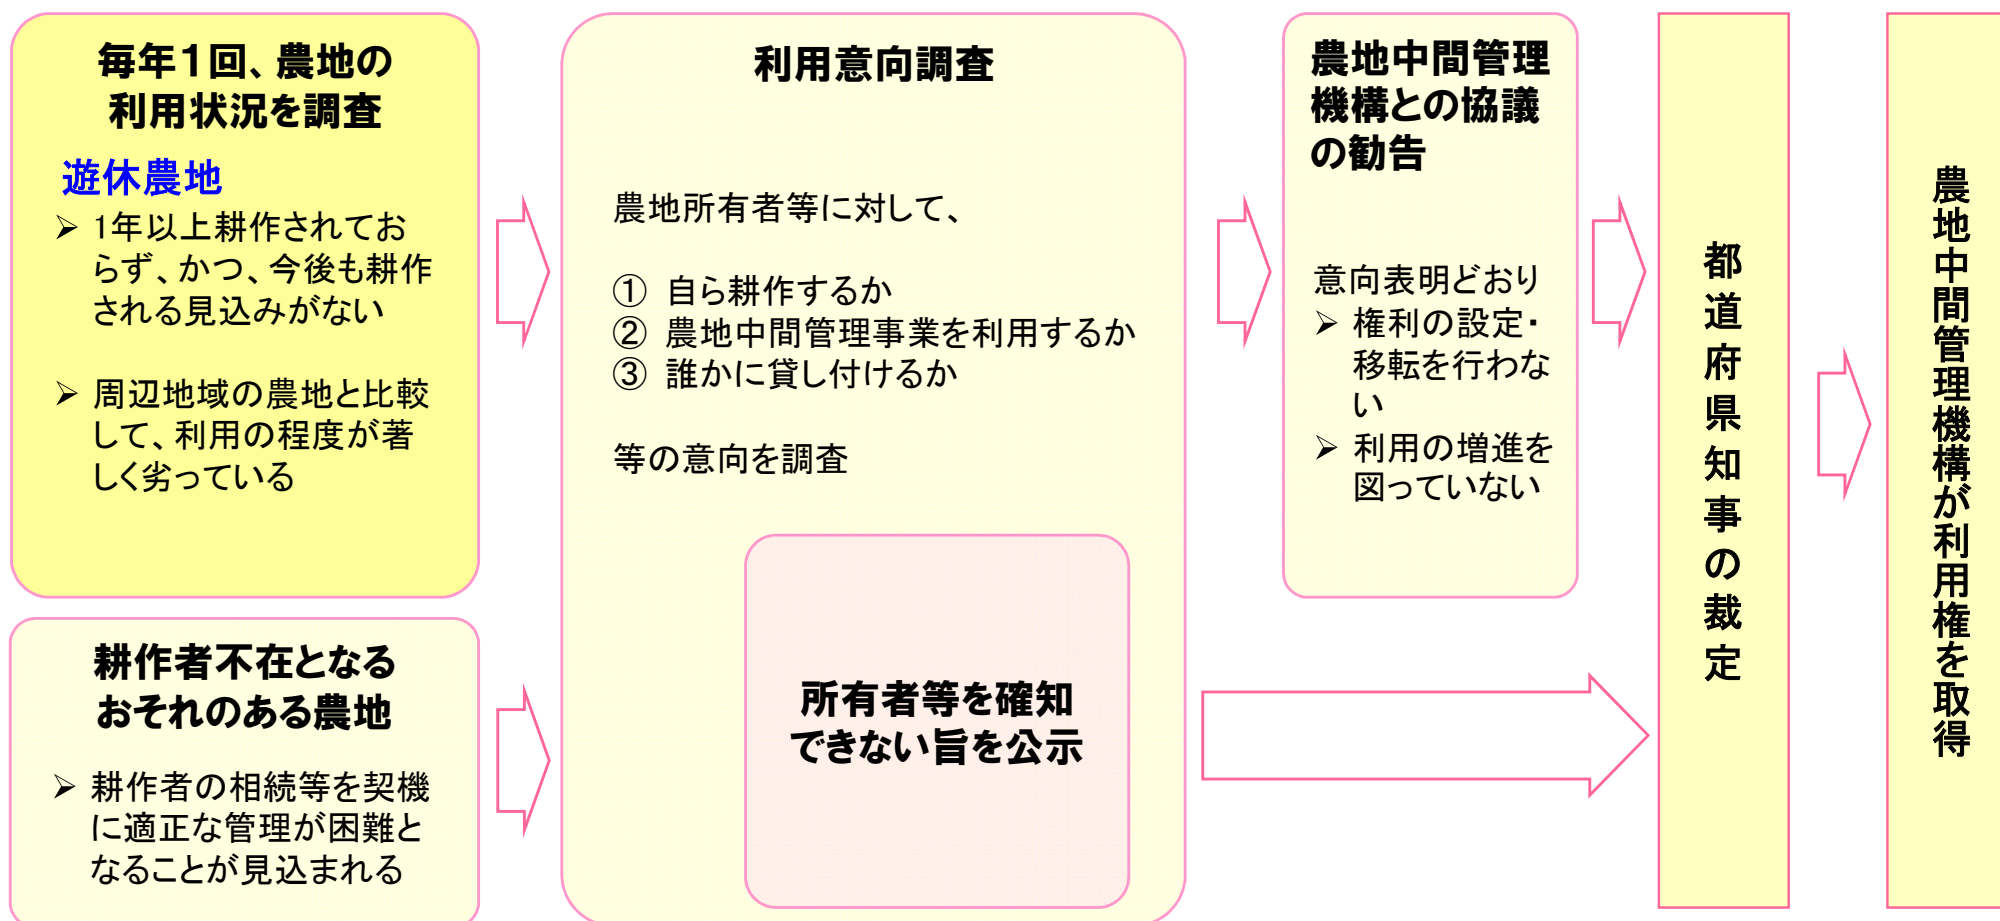 毎年１回、農地の
利用状況を調査
遊休農地
➢ 1年以上耕作されてお
らず、かつ、今後も耕作
される見込みがない
➢ 周辺地域の農地と比較
して、利用の程度が著
しく劣っている
耕作者不在となる
おそれのある農地
➢ 耕作者の相続等を契機
に適正な管理が困難と
なることが見込まれる
利用意向調査
農地所有者等に対して、
① 自ら耕作するか
② 農地中間管理事業を利用するか
③ 誰かに貸し付けるか
等の意向を調査
所有者等を確知
できない旨を公示
農地中間管理
機構との協議
の勧告
意向表明どおり
➢ 権利の設定・
移転を行わな
い
➢ 利用の増進を
図っていない
都道府県知事の裁定
農地中間管理機構が利用権を取得